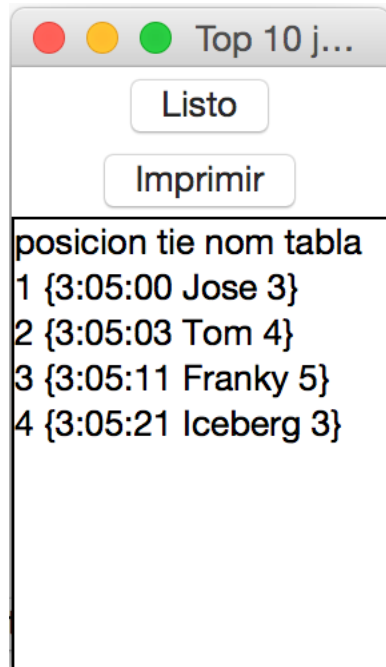 Top 10 j...
Listo
Imprimir
posicion tie nom tabla
1 {3:05:00 Jose 3}
2 {3:05:03 Tom 4}
3 {3:05:11 Franky 5}
4 {3:05:21 Iceberg 3}